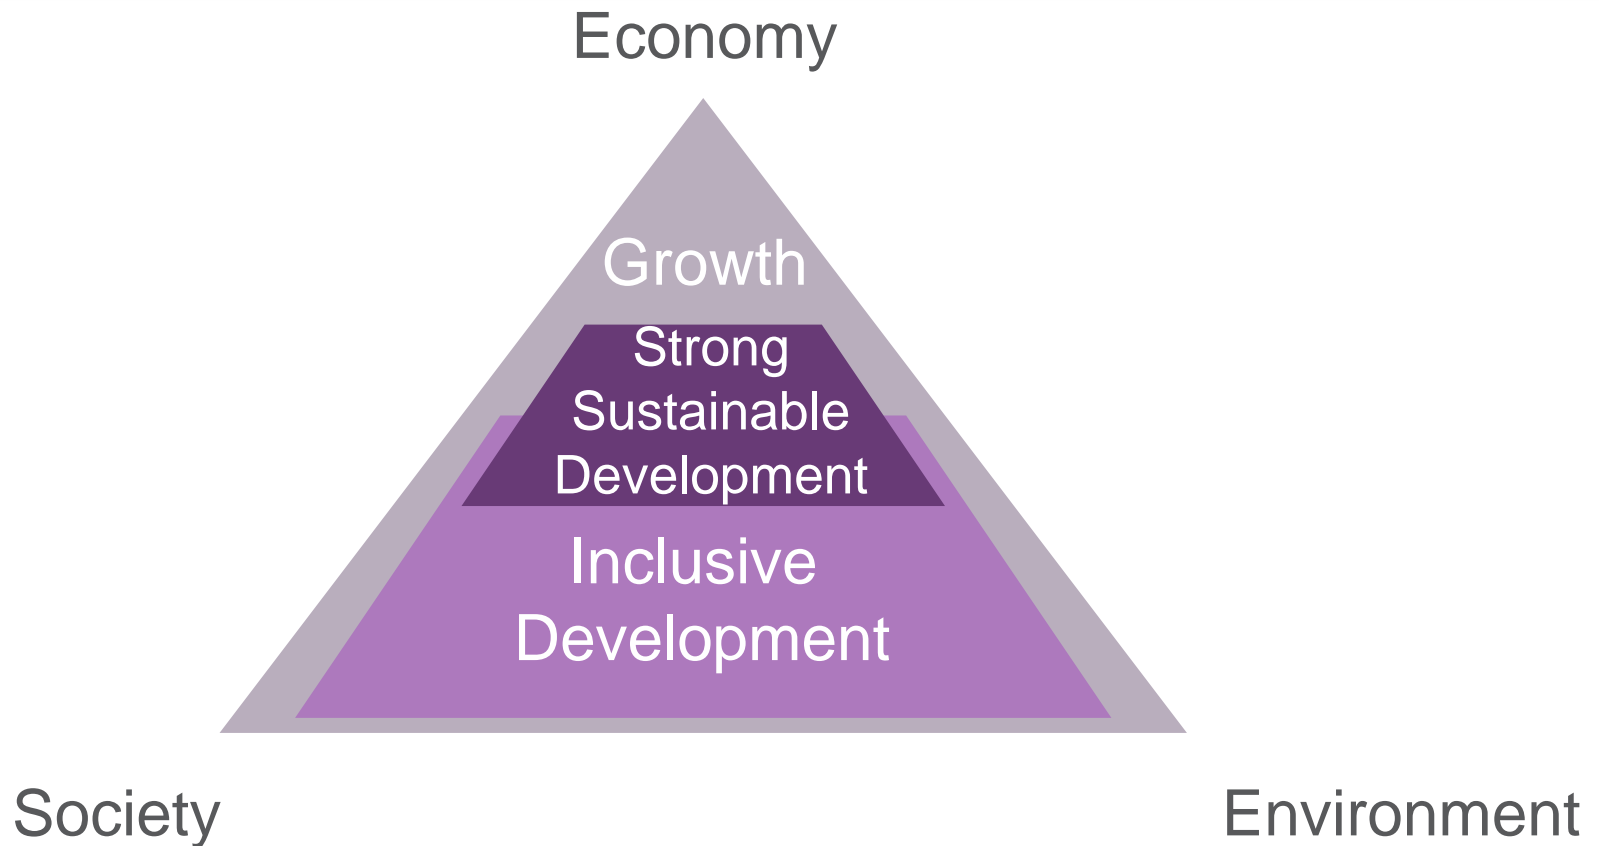 Economy
Growth
Strong
Sustainable
Development
Inclusive
Development
Society
Environment